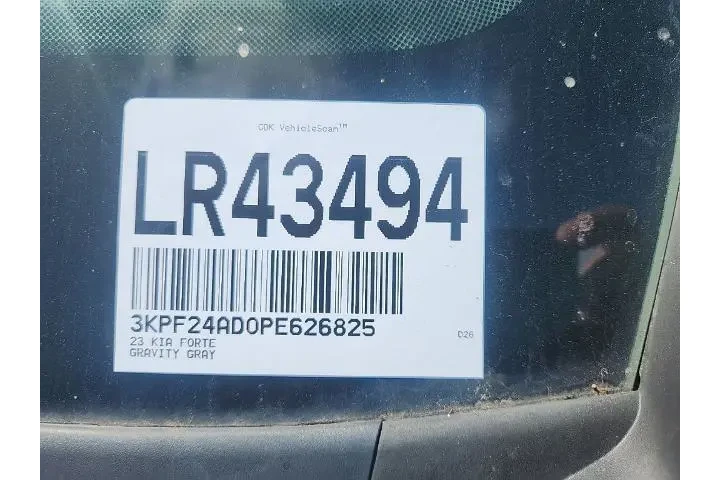 CDK VehicleScan™
LR43494
3KPF24AD0PE626825
23 KIA FORTE
GRAVITY GRAY
D26